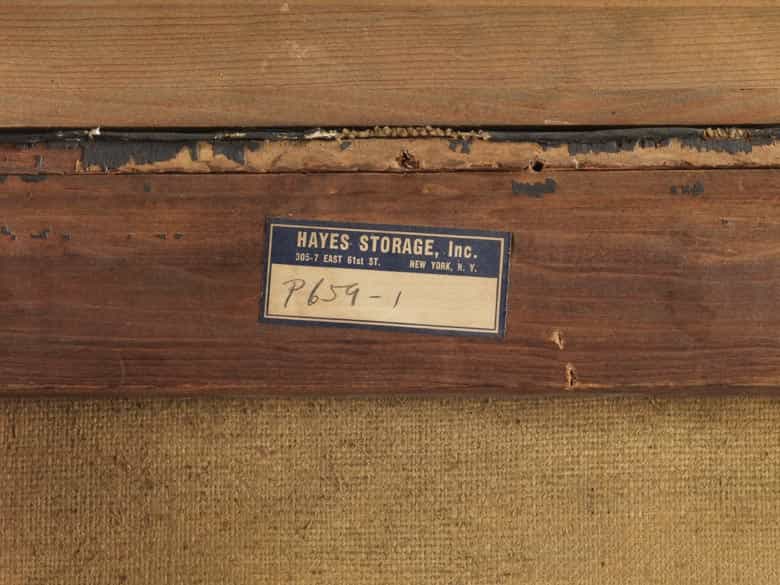 HAYES STORAGE, Inc.
305-7 EAST 61st ST. NEW YORK, N. Y.
P659-1